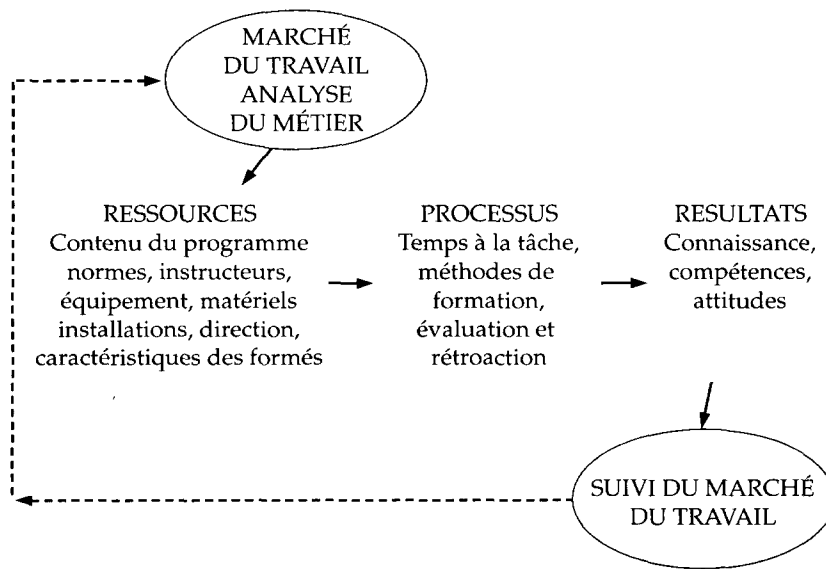 MARCHÉ
DU TRAVAIL
ANALYSE
DU MÉTIER
RESSOURCES
Contenu du programme
normes, instructeurs,
équipement, matériels
installations, direction,
caractéristiques des formés
PROCESSUS
Temps à la tâche,
méthodes de
formation,
évaluation et
rétroaction
RESULTATS
Connaissance,
compétences,
attitudes
SUIVI DU MARCHÉ
DU TRAVAIL